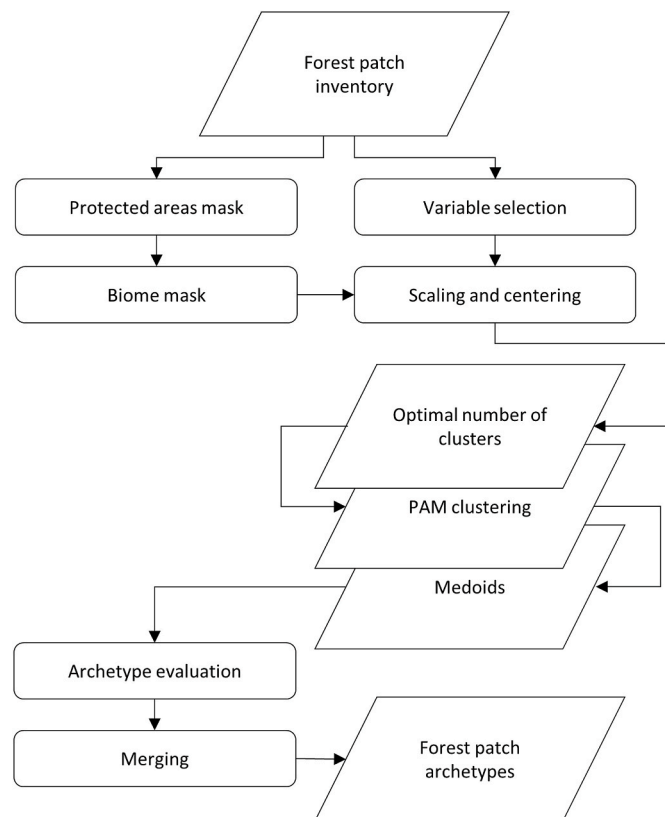 Forest patch
inventory
Protected areas mask
Variable selection
Biome mask
Scaling and centering
Optimal number of
clusters
PAM clustering
Medoids
Archetype evaluation
Merging
Forest patch
archetypes